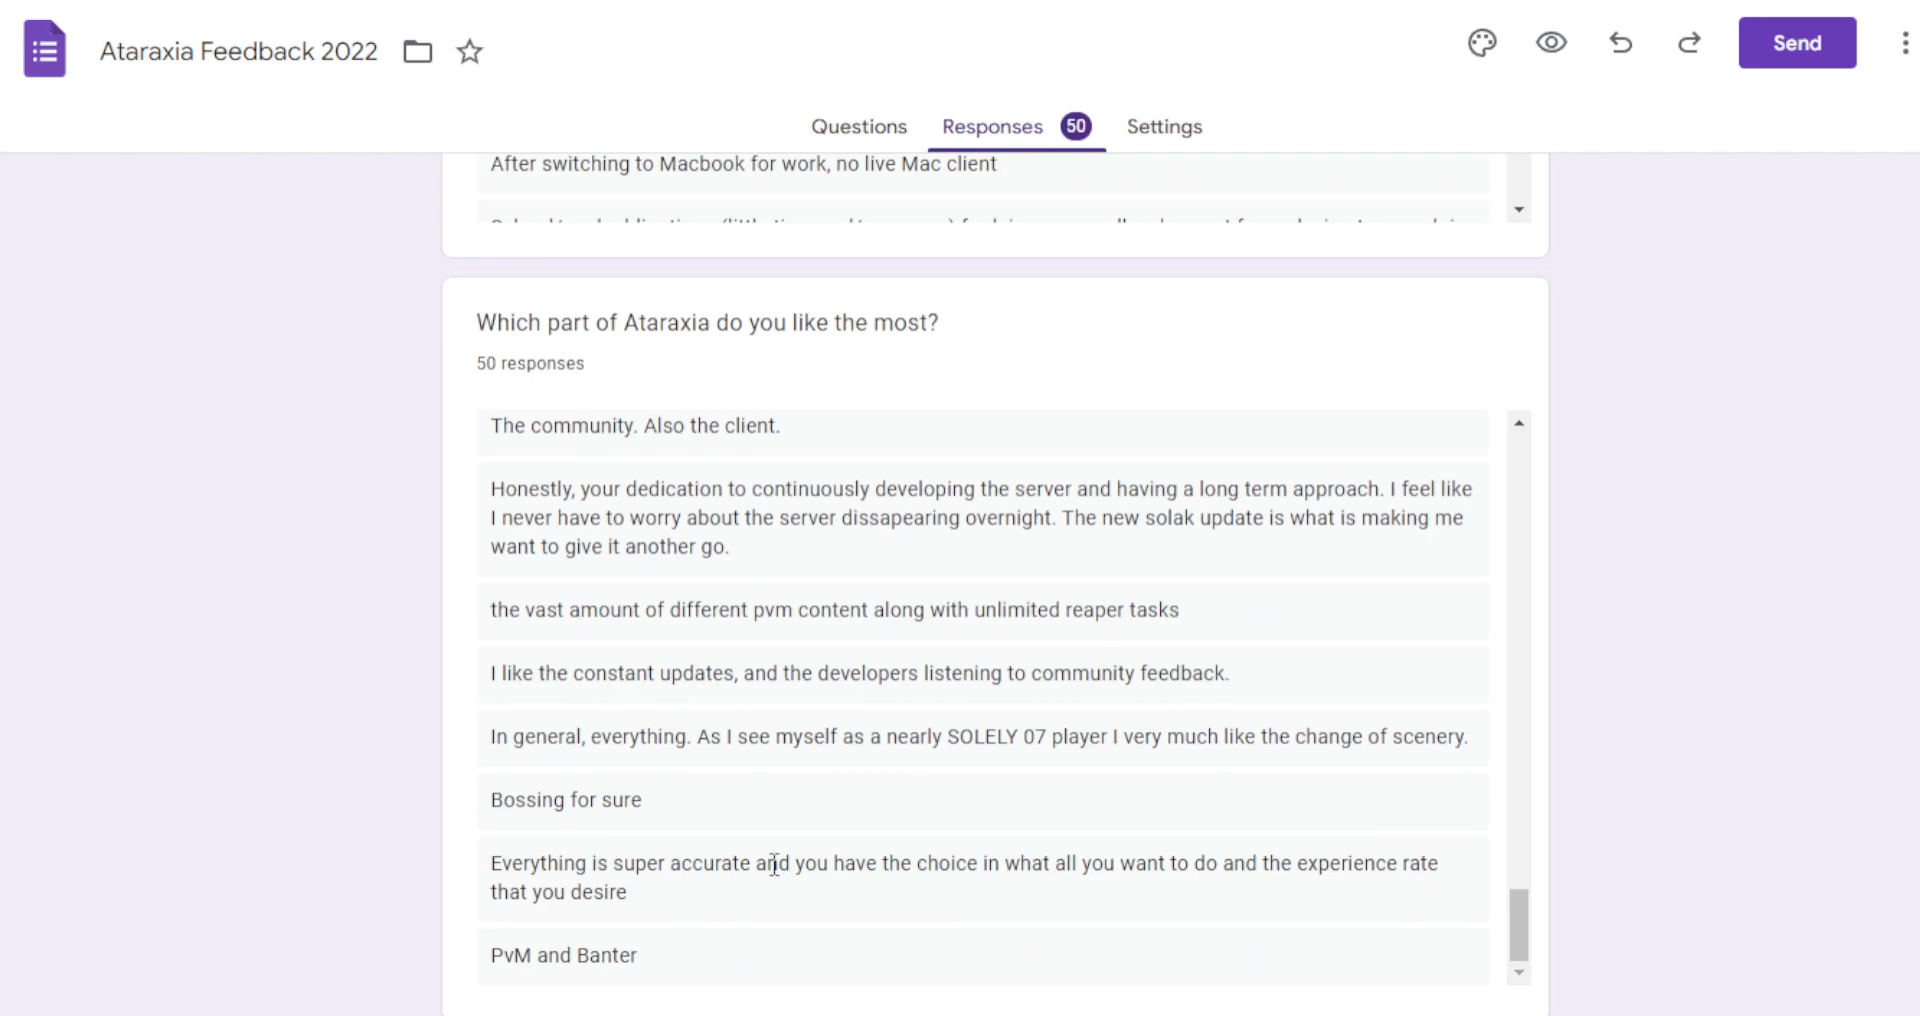 Ataraxia Feedback 2022
Send
Questions
Responses 50
Settings
After switching to Macbook for work, no live Mac client
Which part of Ataraxia do you like the most?
50 responses
The community. Also the client.
Honestly, your dedication to continuously developing the server and having a long term approach. I feel like
I never have to worry about the server dissapearing overnight. The new solak update is what is making me
want to give it another go.
the vast amount of different pvm content along with unlimited reaper tasks
I like the constant updates, and the developers listening to community feedback.
In general, everything. As I see myself as a nearly SOLELY 07 player I very much like the change of scenery.
Bossing for sure
Everything is super accurate and you have the choice in what all you want to do and the experience rate
that you desire
PvM and Banter